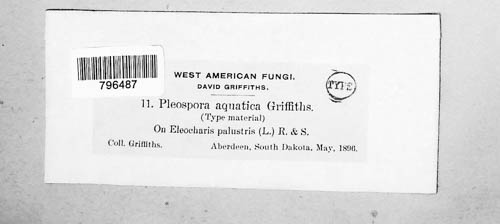 796487
WEST AMERICAN FUNGI.
DAVID GRIFFITHS.
TYPE
11. Pleospora aquatica Griffiths.
(Type material)
On Eleocharis palustris (L.) R. & S.
Coll. Griffiths. Aberdeen, South Dakota, May, 1896.